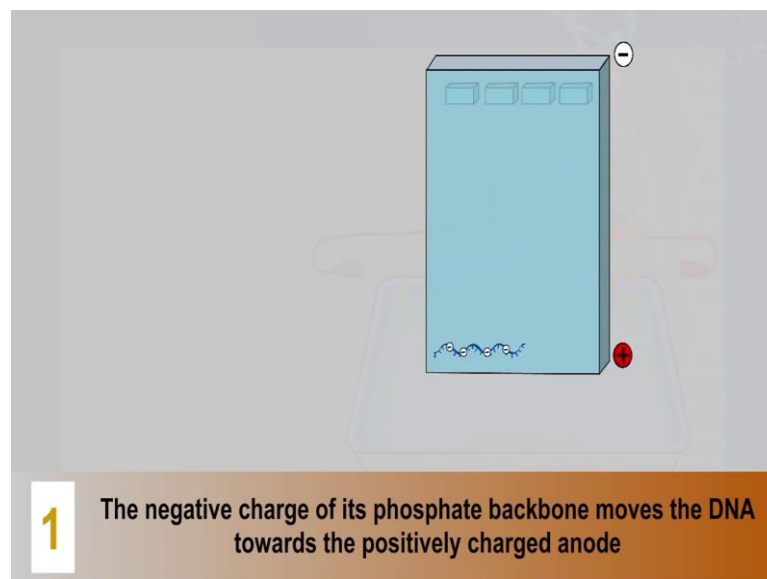 −
+
1
The negative charge of its phosphate backbone moves the DNA
towards the positively charged anode